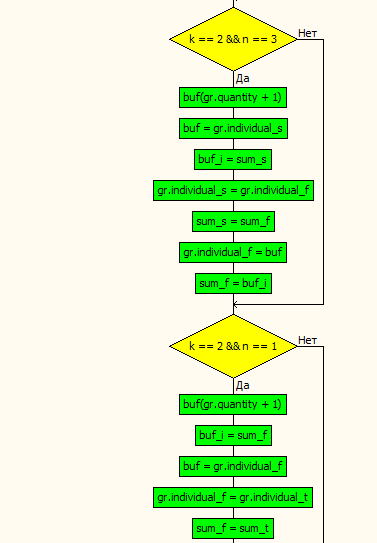 k == 2 && n == 3
Нет
Да
buf(gr.quantity + 1)
buf = gr.individual_s
buf_i = sum_s
gr.individual_s = gr.individual_f
sum_s = sum_f
gr.individual_f = buf
sum_f = buf_i
k == 2 && n == 1
Нет
Да
buf(gr.quantity + 1)
buf_i = sum_f
buf = gr.individual_f
gr.individual_f = gr.individual_t
sum_f = sum_t